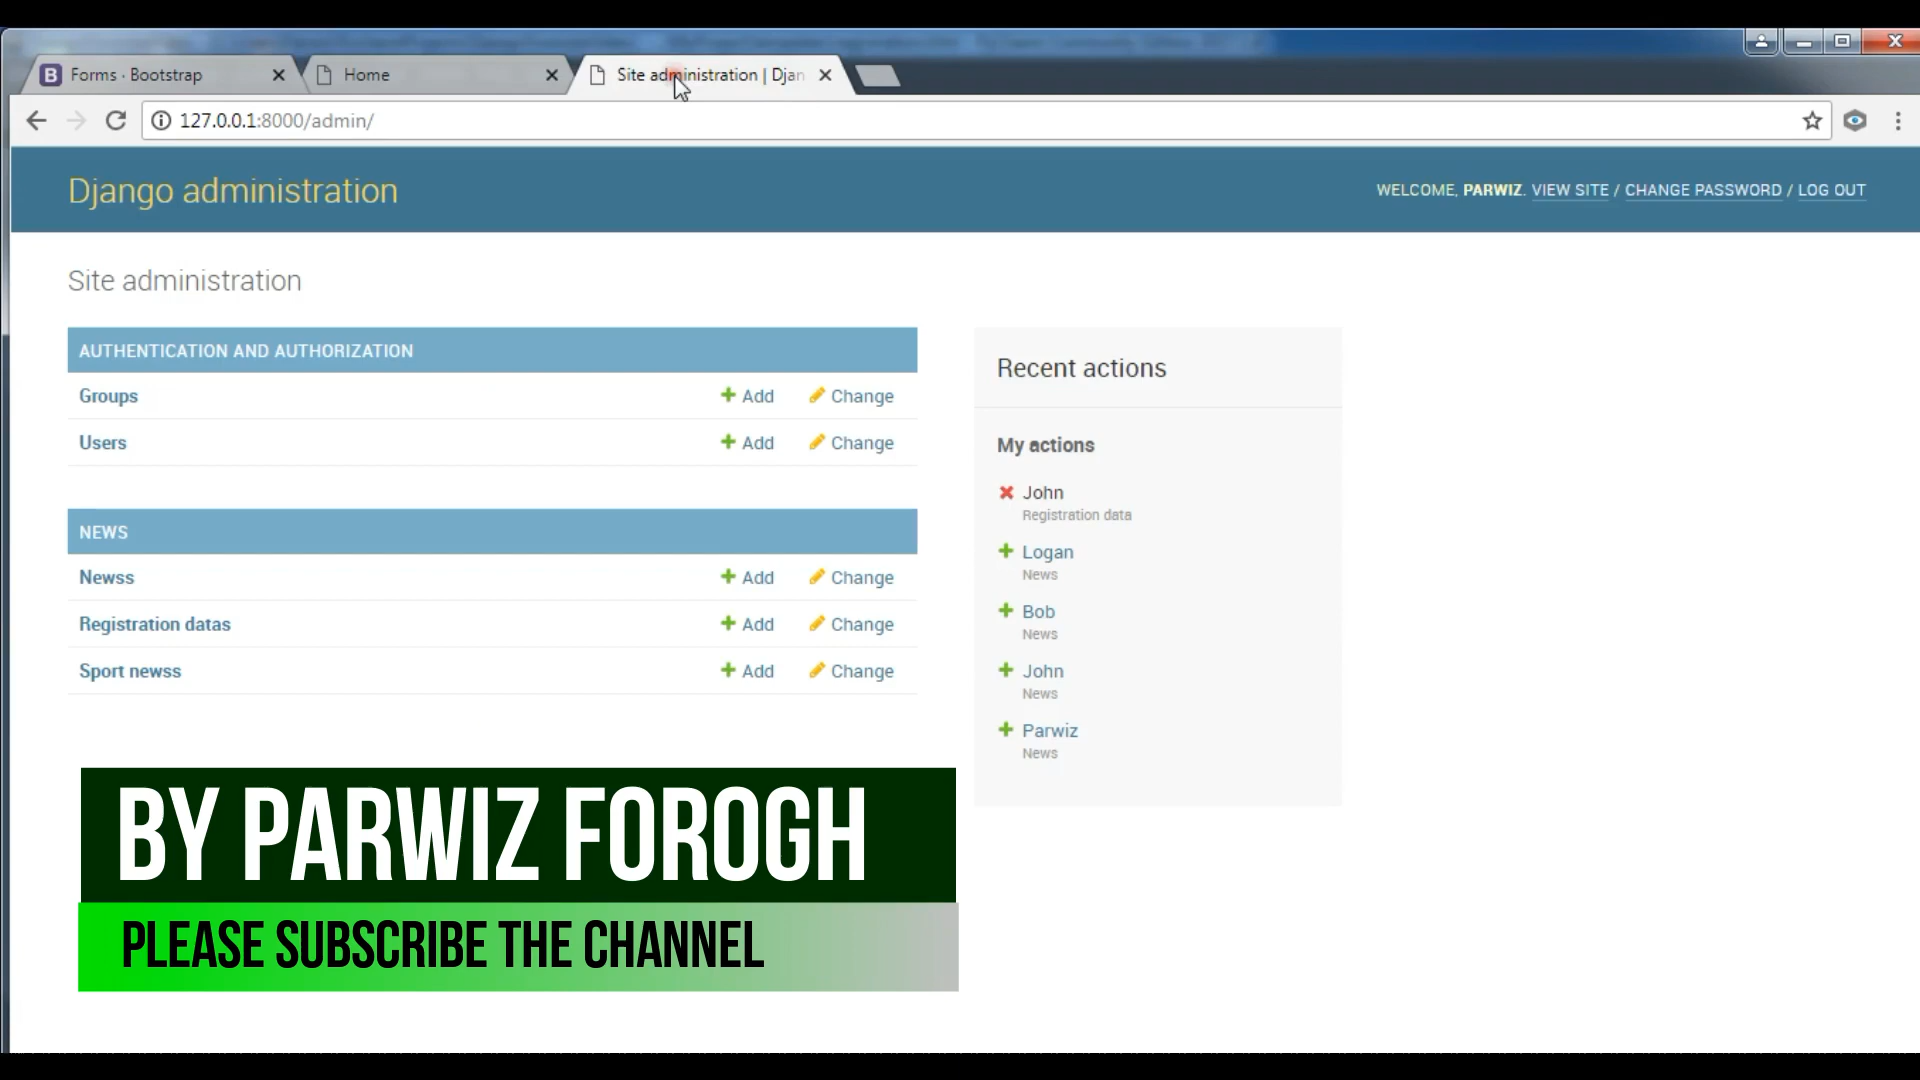 Forms · Bootstrap
Home
Site administration | Djan
127.0.0.1:8000/admin/
Django administration
WELCOME, PARWIZ. VIEW SITE / CHANGE PASSWORD / LOG OUT
Site administration
AUTHENTICATION AND AUTHORIZATION
Groups Add Change
Users Add Change
NEWS
Newss Add Change
Registration datas Add Change
Sport newss Add Change
Recent actions
My actions
John
Registration data
Logan
News
Bob
News
John
News
Parwiz
News
BY PARWIZ FOROGH
PLEASE SUBSCRIBE THE CHANNEL